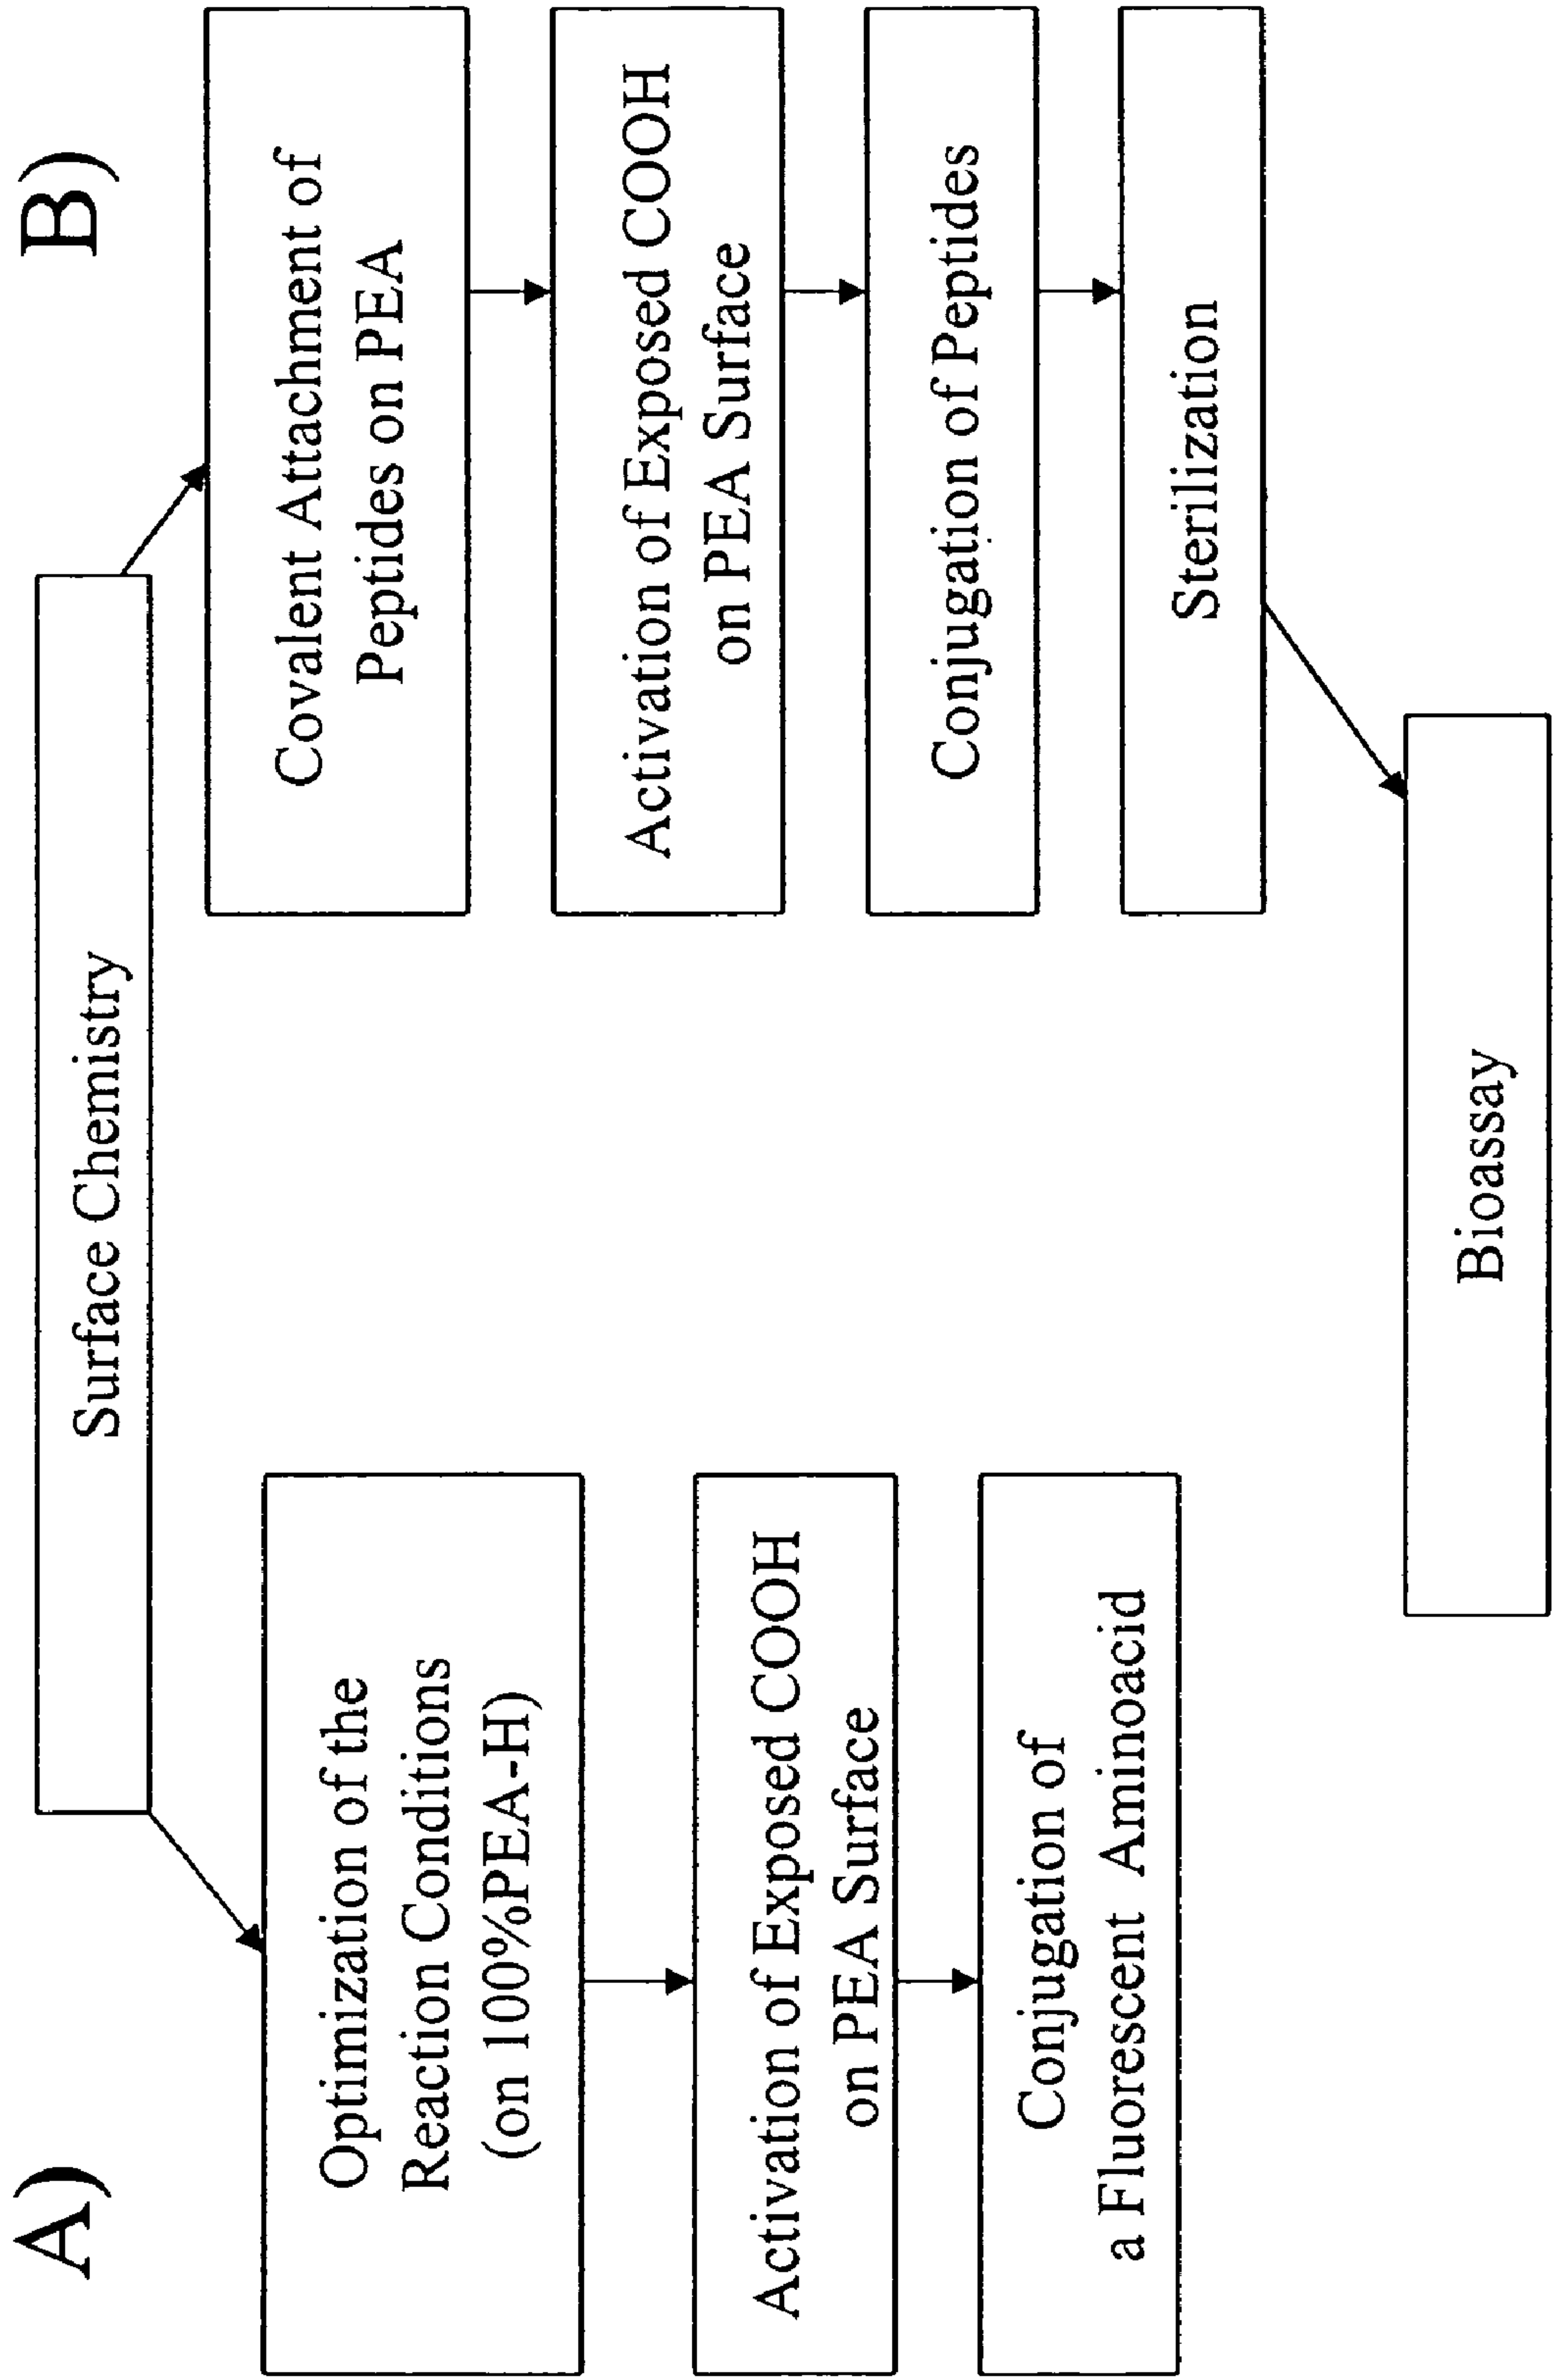 A)
B)
Surface Chemistry
Optimization of the
Reaction Conditions
(on 100%PEA-H)
Activation of Exposed COOH
on PEA Surface
Conjugation of
a Fluorescent Aminoacid
Covalent Attachment of
Peptides on PEA
Activation of Exposed COOH
on PEA Surface
Conjugation of Peptides
Sterilization
Bioassay